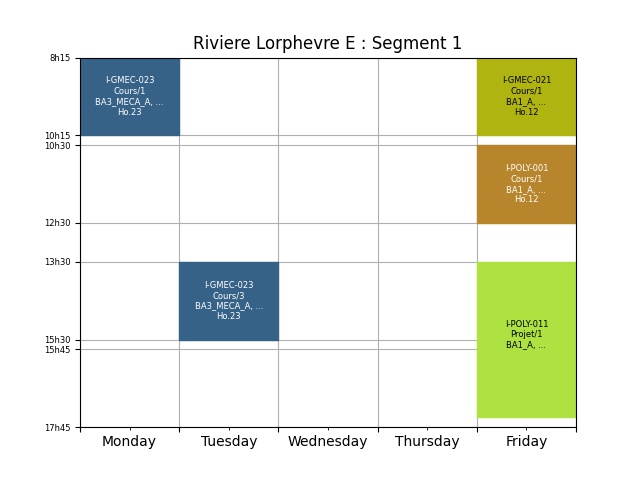 Riviere Lorphevre E : Segment 1
8h15
10h15
10h30
12h30
13h30
15h30
15h45
17h45
I-GMEC-023
Cours/1
BA3_MECA_A, ...
Ho.23
I-GMEC-023
Cours/3
BA3_MECA_A, ...
Ho.23
I-GMEC-021
Cours/1
BA1_A, ...
Ho.12
I-POLY-001
Cours/1
BA1_A, ...
Ho.12
I-POLY-011
Projet/1
BA1_A, ...
Monday
Tuesday
Wednesday
Thursday
Friday